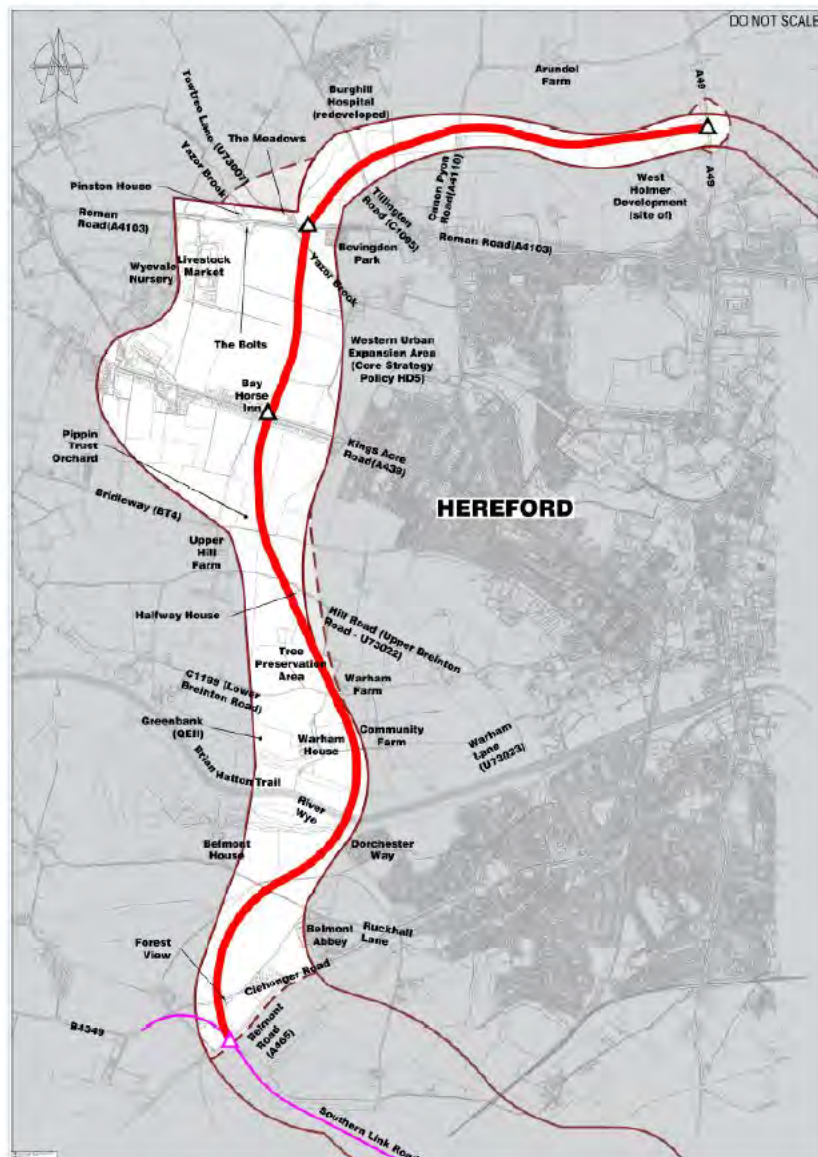 DO NOT SCALE
A49
Arundel
Farm
Burghill
Hospital
(redeveloped)
Towtree Lane (U73007)
Yazor Brook
The Meadows
Pinston House
Roman
Road(A4103)
Tillington
Road (C1095)
Canon Pyon
Road(A4110)
A49
West
Holmer
Development
(site of)
Roman Road(A4103)
Bovingdon
Park
Yazor Brook
Livestock
Market
Wyevale
Nursery
The Bolts
Western Urban
Expansion Area
(Core Strategy
Policy HD5)
Bay
Horse
Inn
Kings Acre
Road(A438)
Pippin
Trust
Orchard
Bridleway (BT4)
HEREFORD
Upper
Hill
Farm
Halfway House
Road - U73022)
Tree
Preservation
Area
Warham
Farm
C1189 (Lower
Breinton Road)
Greenbank
(QEII)
Warham
House
Community
Farm
Warham
Lane
(U73023)
Brian Hatton Trail
River
Wye
Belmont
House
Dorchester
Way
Belmont
Abbey
Ruckhall
Lane
Forest
View
Clehonger Road
Belmont
Road
(A465)
B4349
Southern Link Road